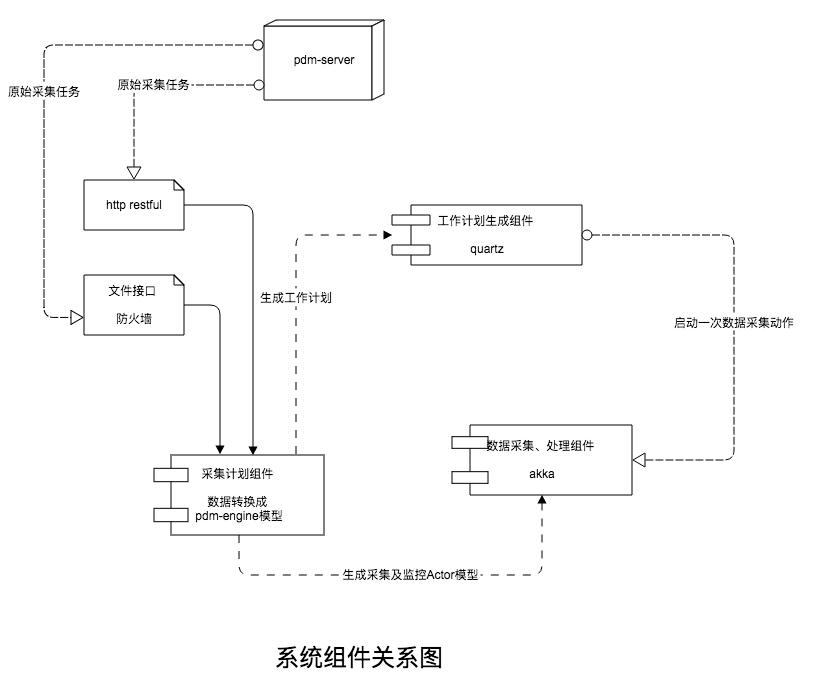 pdm-server
原始采集任务
原始采集任务
http restful
工作计划生成组件
quartz
文件接口
防火墙
生成工作计划
启动一次数据采集动作
采集计划组件
数据转换成
pdm-engine模型
数据采集、处理组件
akka
生成采集及监控Actor模型
系统组件关系图